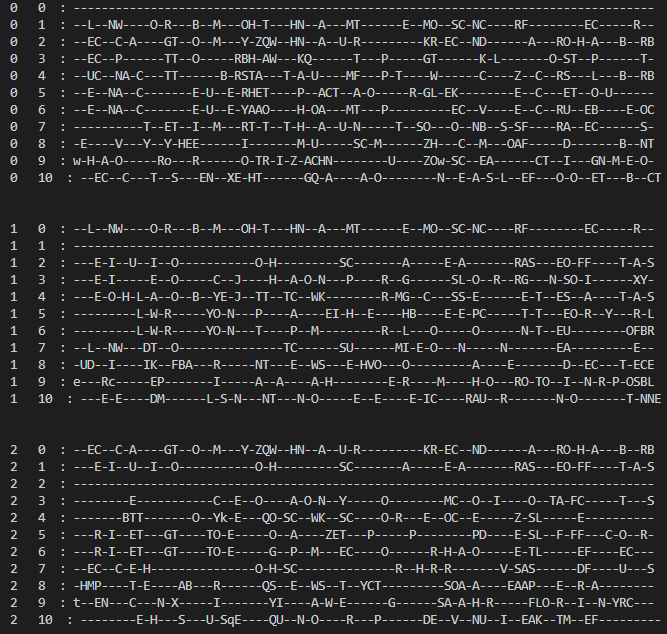 0 0 : ---------------------------------------------------------------------------
0 1 : --L--NW----O-R---B--M---OH-T---HN--A--MT------E--MO--SC-NC----RF------EC-----R--
0 2 : --EC--C-A----GT--O--M---Y-ZQW--HN--A--U-R--------KR-EC--ND------A---RO-H-A--B--RB
0 3 : --EC--P------TT--O-----RBH-AW---KQ------T---P-----GT------K-L-------O-ST--P------T-
0 4 : --UC--NA-C---TT------B-RSTA---T-A-U----MF---P-T----W------C-----Z--C--RS---L---B--RB
0 5 : --E--NA--C-------E-U--E-RHET----P--ACT--A-O-----R-GL-EK--------E--C---ET--O-U------
0 6 : --E--NA--C-------E-U--E-YAAO----H-OA---MT---P--------EC--V----E--C--RU--EB----E-OC
0 7 : ---------T--ET--I--M---RT-T--T-H-A--U-N-----T--SO---O--NB--S-SF----RA---EC------S-
0 8 : -E----V---Y--Y-HEE------I-------M-U-----SC-M-----ZH---C--M---OAF----D-------B---NT
0 9 : w-H-A-O----Ro---R------O-TR-I-Z-ACHN-------U----ZOw-SC--EA-----CT--I---GN-M-E-O-
0 10 : --EC--C---T--S---EN--XE-HT------GQ-A----A-O-------N---E-A-S-L--EF---O-O--ET---B--CT
1 0 : --L--NW----O-R---B--M---OH-T---HN--A--MT------E--MO--SC-NC----RF------EC-----R--
1 1 : ---------------------------------------------------------------------------
1 2 : ---E-I--U--I--O----------O-H--------SC-------A-----E-A--------RAS---EO-FF----T-A-S
1 3 : ---E-I-----E--O-----C--J----H--A-O-N---P----R--G-----SL-O--R--RG---N-SO-I-----XY-
1 4 : ---E-O-H-L-A--O-B--YE-J--TT--TC--WK-------R-MG--C---SS-E------E-T--ES--A----T-A-S
1 5 : --------L-W-R-----YO-N---P-----A----EI-H--E-----HB----E-E-PC-----T-T---EO-R--Y---R-L
1 6 : --------L-W-R-----YO-N---T---P--M---------R--L---O-----O------N-T--EU-------OFBR
1 7 : --L--NW---DT--O--------------TC------SU-----MI-E-O---N-----N-------EA---------E--
1 8 : -UD--I----IK--FBA---R-----NT----E--WS---E-HVO---O---------A----E-------D--EC---T-ECE
1 9 : e---Rc----EP-------I-----A---A----A-H-------E-R----M----H-O---RO-TO--I--N-R-P-OSBL
1 10 : ---E-E----DM------L-S-N---NT---N-O-----E---E----E-IC----RAU--R-------N-O------T-NNE
2 0 : --EC--C-A----GT--O--M---Y-ZQW--HN--A--U-R--------KR-EC--ND------A---RO-H-A--B--RB
2 1 : ---E-I--U--I--O----------O-H--------SC-------A-----E-A--------RAS---EO-FF----T-A-S
2 2 : ---------------------------------------------------------------------------
2 3 : -------E----------C--E--O----A-O-N---Y-----O-------MC--O--I----O--TA-FC-----T---S
2 4 : ------BTT------O--Yk-E---QO-SC--WK--SC----O-R---E--OC--E-----Z-SL-----E---------
2 5 : ---R-I--ET---GT----TO-E-----O--A----ZET---P-----P-------PD----E-SL--F-FF---C-O--R-
2 6 : ---R-I--ET---GT----TO-E-----G--P--M----EC----O-----R-H-A-O----E-TL-----EF----EC---
2 7 : --EC--C-E-H-------------O-H-SC-------------R--H-R-R------V-SAS------DF----U---S
2 8 : -HMP---T-E----AB---R-----QS--E--WS--T--YCT--------SOA-A----EAAP---E--R-A-------
2 9 : t--EN---C---N-X-----I------YI----A-W-E------G-----SA-A-H-R----FLO-R--I--N-YRC---
2 10 : --------E-H---S----U-SqE----QU--N-O----R---P------DE--V--NU--I--EAK--TM--EF--------